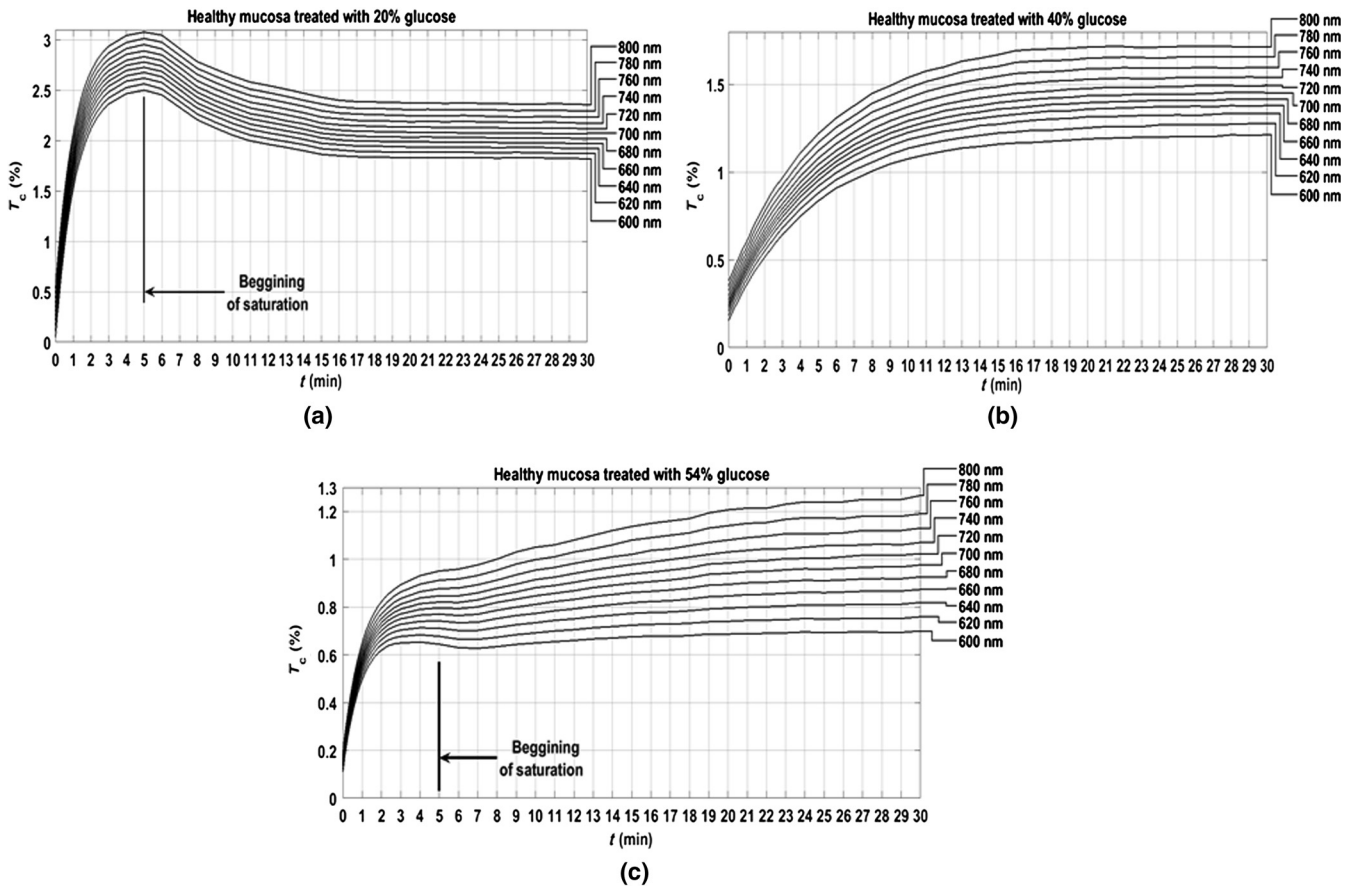 Healthy mucosa treated with 20% glucose
3
2.5
2
1.5
1
0.5
0
Tc (%)
0 1 2 3 4 5 6 7 8 9 10 11 12 13 14 15 16 17 18 19 20 21 22 23 24 25 26 27 28 29 30
t (min)
800 nm
780 nm
760 nm
740 nm
720 nm
700 nm
680 nm
660 nm
640 nm
620 nm
600 nm
Beggining
of saturation
(a)
Healthy mucosa treated with 40% glucose
1.5
1
0.5
0
Tc (%)
0 1 2 3 4 5 6 7 8 9 10 11 12 13 14 15 16 17 18 19 20 21 22 23 24 25 26 27 28 29 30
t (min)
800 nm
780 nm
760 nm
740 nm
720 nm
700 nm
680 nm
660 nm
640 nm
620 nm
600 nm
(b)
Healthy mucosa treated with 54% glucose
1.3
1.2
1
0.8
0.6
0.4
0.2
0
Tc (%)
0 1 2 3 4 5 6 7 8 9 10 11 12 13 14 15 16 17 18 19 20 21 22 23 24 25 26 27 28 29 30
t (min)
800 nm
780 nm
760 nm
740 nm
720 nm
700 nm
680 nm
660 nm
640 nm
620 nm
600 nm
Beggining
of saturation
(c)